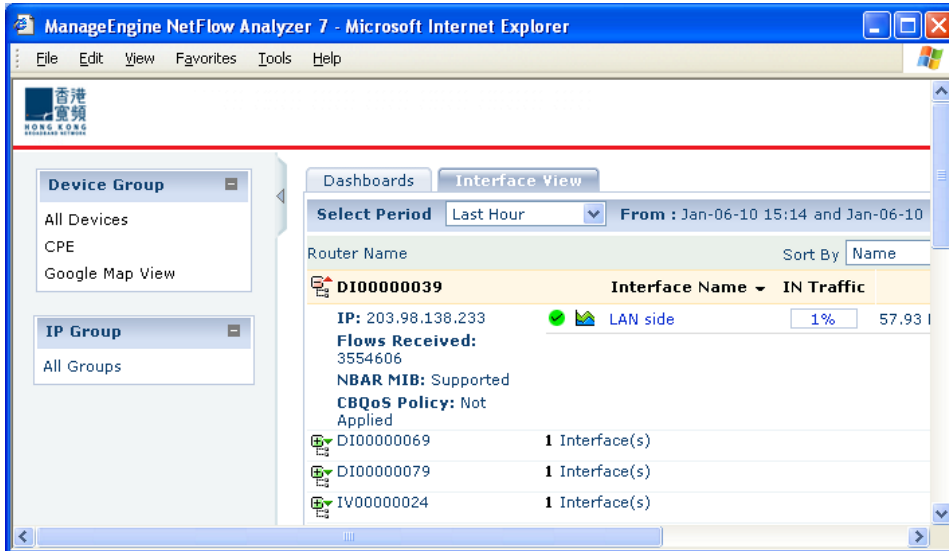 ManageEngine NetFlow Analyzer 7 - Microsoft Internet Explorer
File Edit View Favorites Tools Help
香港
寬頻
HONG KONG
BROADBAND NETWORK
Device Group
All Devices
CPE
Google Map View
IP Group
All Groups
Dashboards Interface View
Select Period Last Hour From : Jan-06-10 15:14 and Jan-06-10
Router Name Sort By Name
DI00000039 Interface Name IN Traffic
IP: 203.98.138.233 LAN side 1% 57.93
Flows Received:
3554606
NBAR MIB: Supported
CBQoS Policy: Not
Applied
DI00000069 1 Interface(s)
DI00000079 1 Interface(s)
IV00000024 1 Interface(s)